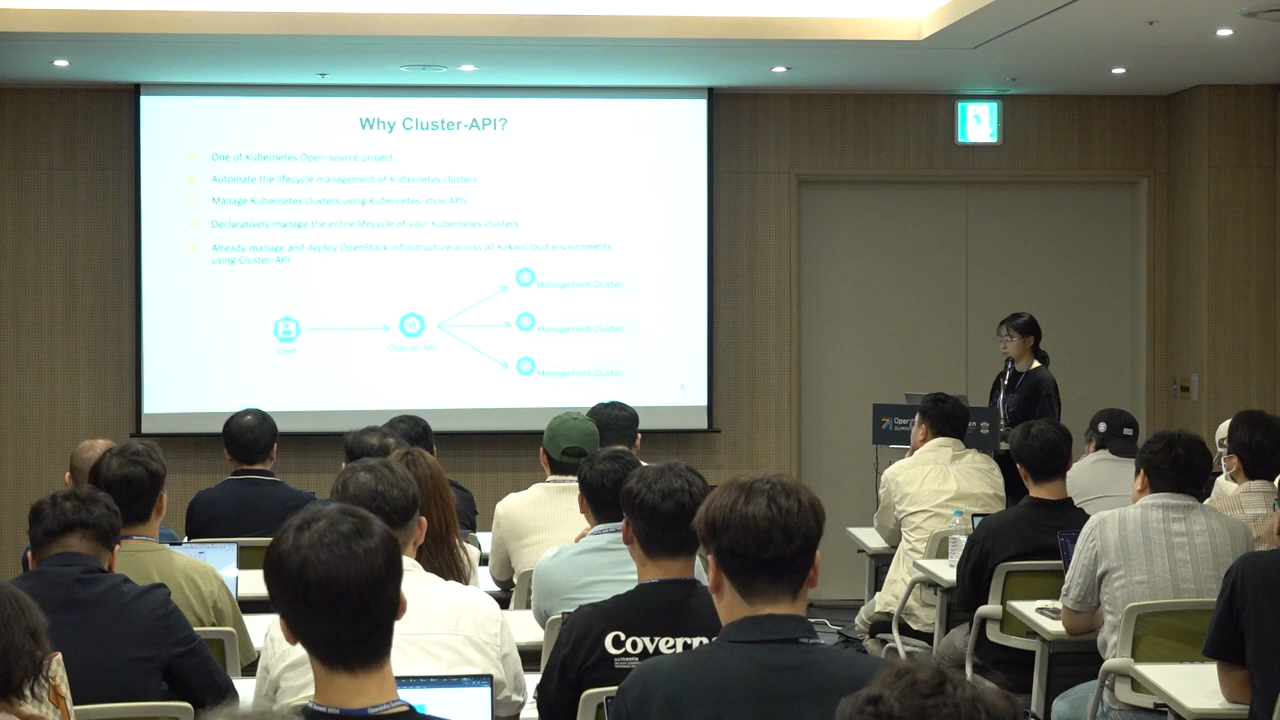 Why Cluster-API?
One of Kubernetes Open-source project
Automate the lifecycle management of Kubernetes clusters
Manage Kubernetes clusters using Kubernetes-style APIs
Declaratively manage the entire lifecycle of your Kubernetes clusters
Already manage and deploy OpenStack infrastructure across all KakaoCloud environments
using Cluster-API
Management Cluster
Management Cluster
Management Cluster
Cluster-API
5
Covern